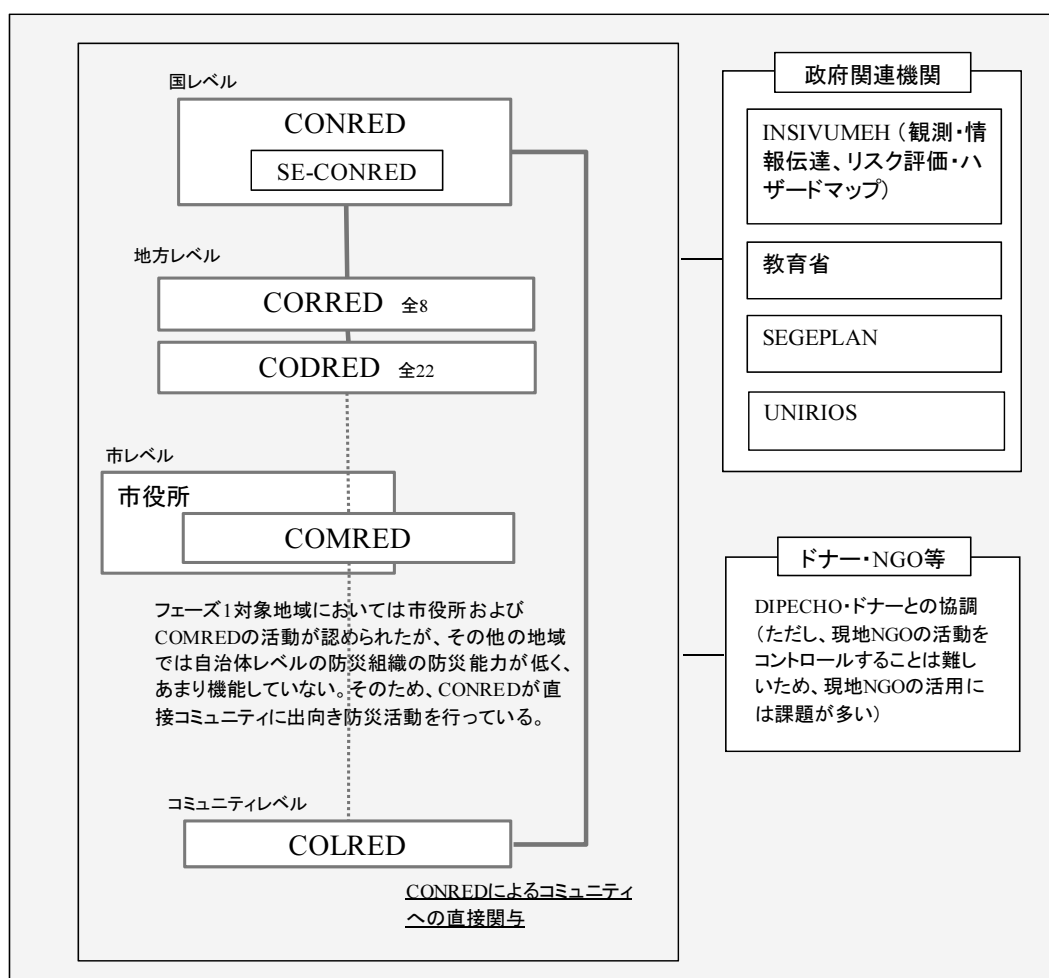 国レベル
CONRED
SE-CONRED
地方レベル
CORRED 全8
CODRED 全22
市レベル
市役所
COMRED
フェーズ1対象地域においては市役所および
COMREDの活動が認められたが、その他の地域
では自治体レベルの防災組織の防災能力が低く、
あまり機能していない。そのため、CONREDが直
接コミュニティに出向き防災活動を行っている。
コミュニティレベル
COLRED
CONREDによるコミュニティ
への直接関与
政府関連機関
INSIVUMEH（観測・情
報伝達、リスク評価・ハ
ザードマップ）
教育省
SEGEPLAN
UNIRIOS
ドナー・NGO等
DIPECHO・ドナーとの協調
（ただし、現地NGOの活動を
コントロールすることは難し
いため、現地NGOの活用に
は課題が多い）